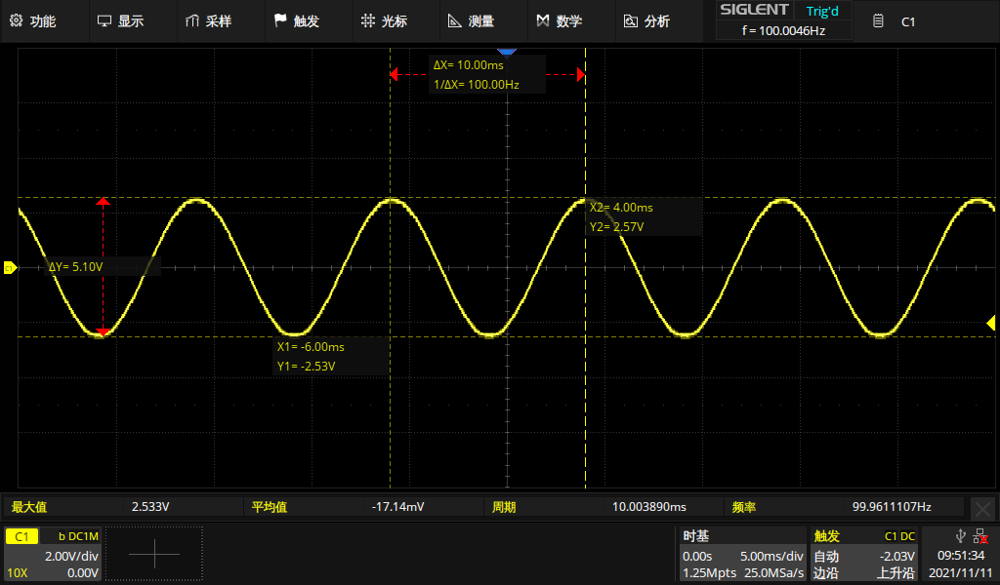 功能 显示 采样 触发 光标 测量 数学 分析 SIGLENT Trig'd C1
f = 100.0046Hz
ΔX= 10.00ms
1/ΔX= 100.00Hz
X2= 4.00ms
Y2= 2.57V
C1
ΔY= 5.10V
X1= -6.00ms
Y1= -2.53V
最大值 2.533V 平均值 -17.14mV 周期 10.003890ms 频率 99.9611107Hz
C1 b DC1M
2.00V/div
10X 0.00V
时基
0.00s 5.00ms/div
1.25Mpts 25.0MSa/s
触发 C1 DC
自动 -2.03V
边沿 上升沿
09:51:34
2021/11/11